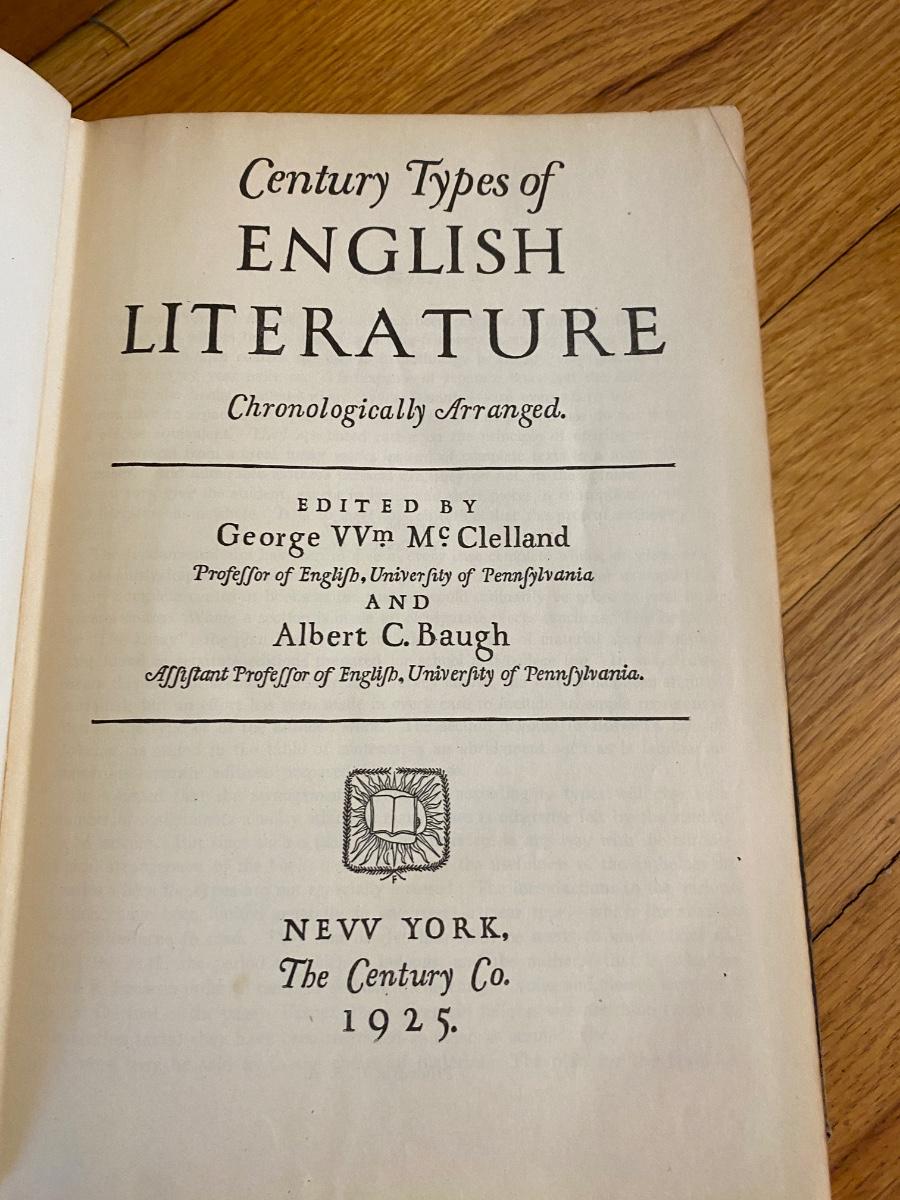 Century Types of
ENGLISH
LITERATURE
Chronologically Arranged.
EDITED BY
George VVm Mc Clelland
Profeſſor of Engliſh, Univerſity of Pennſylvania
AND
Albert C. Baugh
Aſſiſtant Profeſſor of Engliſh, Univerſity of Pennſylvania.
NEVV YORK,
The Century Co.
1925.